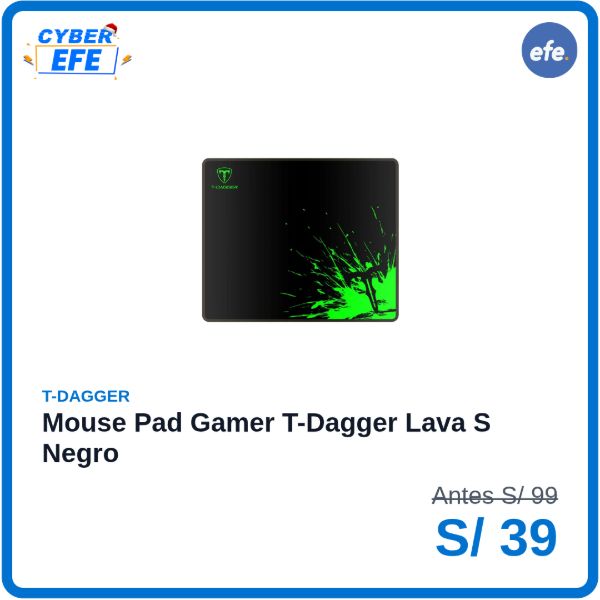 CYBER
EFE
efe.
T-DAGGER
T-DAGGER
Mouse Pad Gamer T-Dagger Lava S
Negro
Antes S/ 99
S/ 39